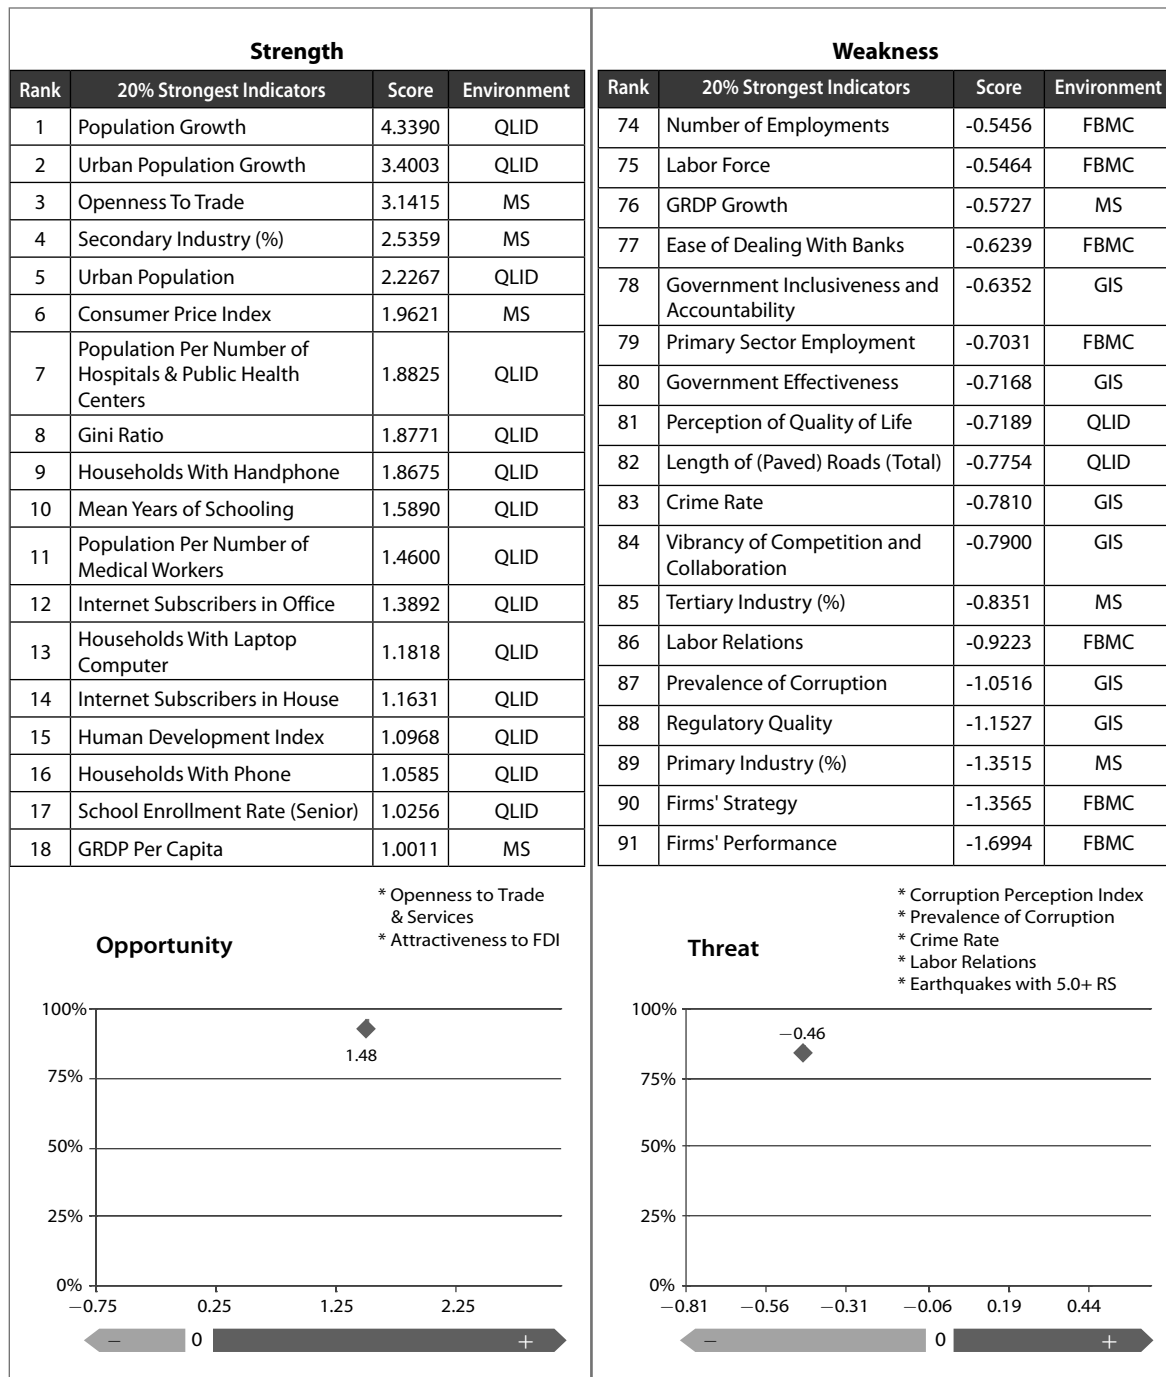 Strength
Rank 20% Strongest Indicators Score Environment
1 Population Growth 4.3390 QLID
2 Urban Population Growth 3.4003 QLID
3 Openness To Trade 3.1415 MS
4 Secondary Industry (%) 2.5359 MS
5 Urban Population 2.2267 QLID
6 Consumer Price Index 1.9621 MS
7 Population Per Number of
Hospitals & Public Health
Centers 1.8825 QLID
8 Gini Ratio 1.8771 QLID
9 Households With Handphone 1.8675 QLID
10 Mean Years of Schooling 1.5890 QLID
11 Population Per Number of
Medical Workers 1.4600 QLID
12 Internet Subscribers in Office 1.3892 QLID
13 Households With Laptop
Computer 1.1818 QLID
14 Internet Subscribers in House 1.1631 QLID
15 Human Development Index 1.0968 QLID
16 Households With Phone 1.0585 QLID
17 School Enrollment Rate (Senior) 1.0256 QLID
18 GRDP Per Capita 1.0011 MS
Weakness
Rank 20% Strongest Indicators Score Environment
74 Number of Employments -0.5456 FBMC
75 Labor Force -0.5464 FBMC
76 GRDP Growth -0.5727 MS
77 Ease of Dealing With Banks -0.6239 FBMC
78 Government Inclusiveness and -0.6352 GIS
Accountability
79 Primary Sector Employment -0.7031 FBMC
80 Government Effectiveness -0.7168 GIS
81 Perception of Quality of Life -0.7189 QLID
82 Length of (Paved) Roads (Total) -0.7754 QLID
83 Crime Rate -0.7810 GIS
84 Vibrancy of Competition and -0.7900 GIS
Collaboration
85 Tertiary Industry (%) -0.8351 MS
86 Labor Relations -0.9223 FBMC
87 Prevalence of Corruption -1.0516 GIS
88 Regulatory Quality -1.1527 GIS
89 Primary Industry (%) -1.3515 MS
90 Firms' Strategy -1.3565 FBMC
91 Firms' Performance -1.6994 FBMC
Opportunity
* Openness to Trade
& Services
* Attractiveness to FDI
100%
75%
50%
25%
0%
1.48
−0.75 0.25 1.25 2.25
− 0 +
Threat
* Corruption Perception Index
* Prevalence of Corruption
* Crime Rate
* Labor Relations
* Earthquakes with 5.0+ RS
100%
75%
50%
25%
0%
−0.46
−0.81 −0.56 −0.31 −0.06 0.19 0.44
− 0 +